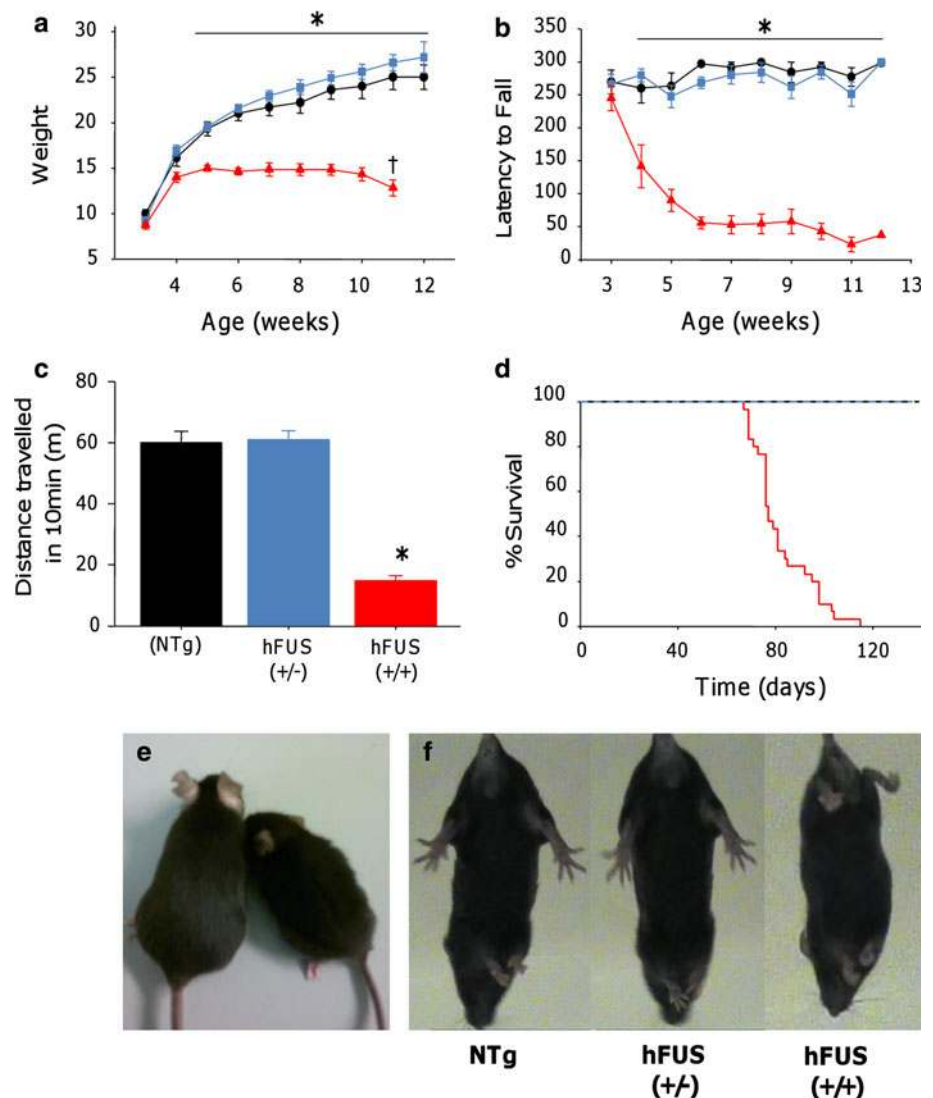 a
*
30
25
20
15
10
5
†
Weight
4 6 8 10 12
Age (weeks)
b
*
300
250
200
150
100
50
0
Latency to Fall
3 5 7 9 11 13
Age (weeks)
c
80
60
40
20
0
Distance travelled
in 10min (m)
*
(NTg)
hFUS
(+/-)
hFUS
(+/+)
d
100
80
60
40
20
0
% Survival
0 40 80 120
Time (days)
e
f
NTg
hFUS
(+/-)
hFUS
(+/+)